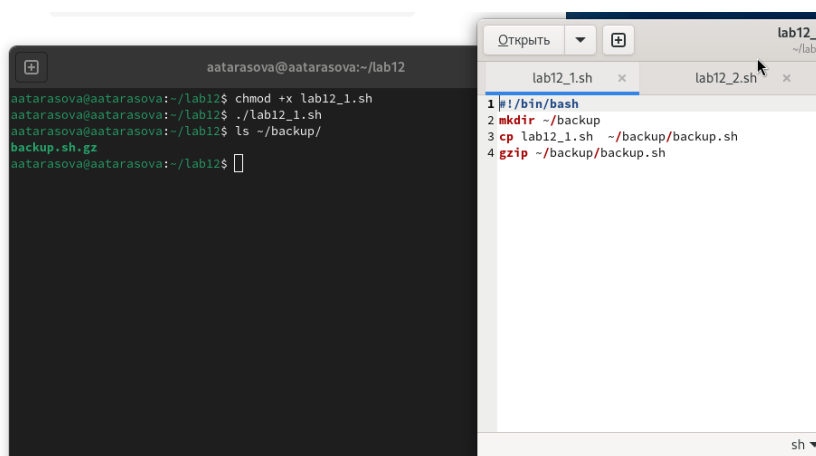 aatarasova@aatarasova:~/lab12
aatarasova@aatarasova:~/lab12$ chmod +x lab12_1.sh
aatarasova@aatarasova:~/lab12$ ./lab12_1.sh
aatarasova@aatarasova:~/lab12$ ls ~/backup/
backup.sh.gz
aatarasova@aatarasova:~/lab12$
Открыть
lab12_
~/lab
lab12_1.sh
lab12_2.sh
1 #!/bin/bash
2 mkdir ~/backup
3 cp lab12_1.sh  ~/backup/backup.sh
4 gzip ~/backup/backup.sh
sh